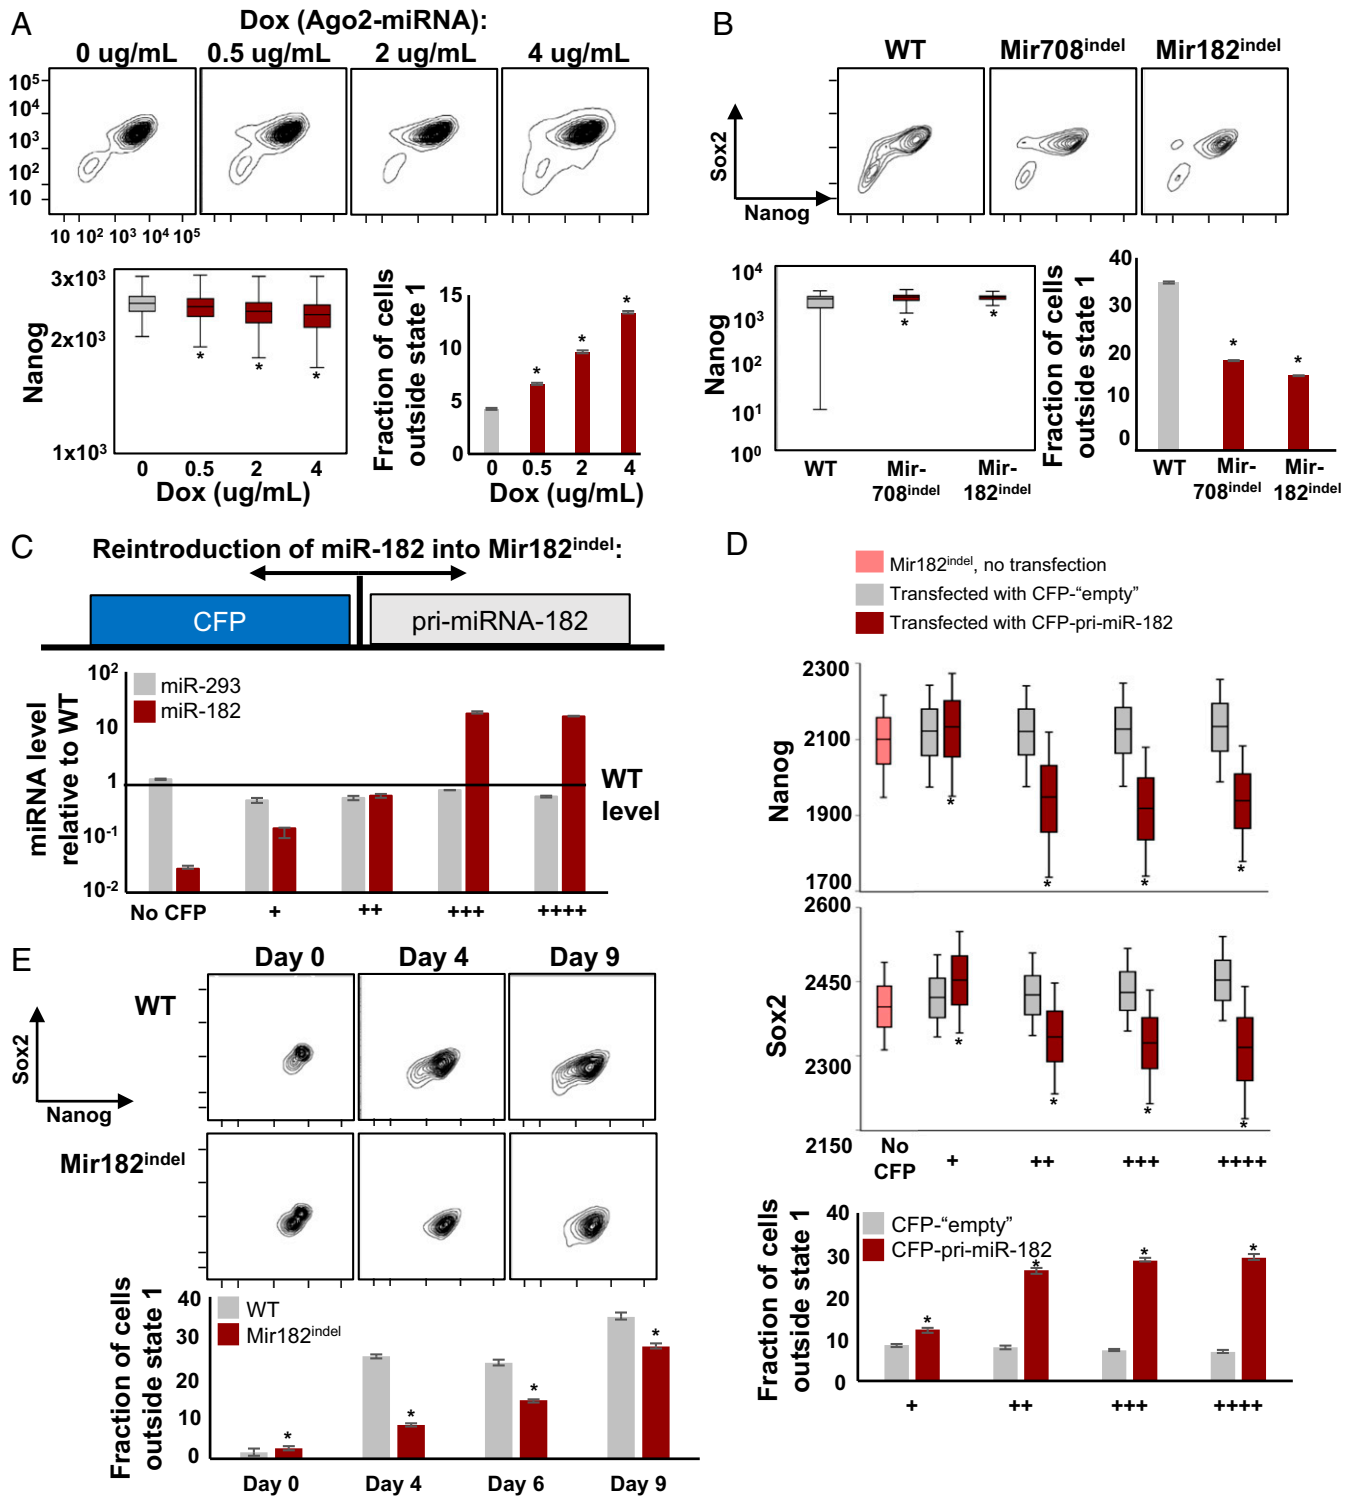 A
Dox (Ago2-miRNA):
0 ug/mL 0.5 ug/mL 2 ug/mL 4 ug/mL
10⁵
10⁴
10³
10²
10
10 10² 10³ 10⁴ 10⁵
Nanog
3x10³
2x10³
1x10³
0 0.5 2 4
Dox (ug/mL)
Fraction of cells
outside state 1
15
10
5
0
* * *
* * *
0 0.5 2 4
Dox (ug/mL)
B
WT Mir708indel Mir182indel
Sox2
Nanog
Nanog
10⁴
10³
10²
10¹
10⁰
* *
WT Mir-708indel Mir-182indel
Fraction of cells
outside state 1
40
30
20
10
0
* *
WT Mir-708indel Mir-182indel
C
Reintroduction of miR-182 into Mir182indel:
CFP pri-miRNA-182
miRNA level
relative to WT
10²
10
1
10⁻¹
10⁻²
miR-293
miR-182
WT
level
No CFP + ++ +++ ++++
D
Mir182indel, no transfection
Transfected with CFP-“empty”
Transfected with CFP-pri-miR-182
Nanog
2300
2100
1900
1700
* * * *
Sox2
2600
2450
2300
2150
* * * *
No
CFP
+ ++ +++ ++++
Fraction of cells
outside state 1
40
30
20
10
0
CFP-“empty”
CFP-pri-miR-182
* * * *
+ ++ +++ ++++
E
Day 0 Day 4 Day 9
WT
Sox2
Nanog
Mir182indel
Fraction of cells
outside state 1
40
30
20
10
0
WT
Mir182indel
* * * *
Day 0 Day 4 Day 6 Day 9